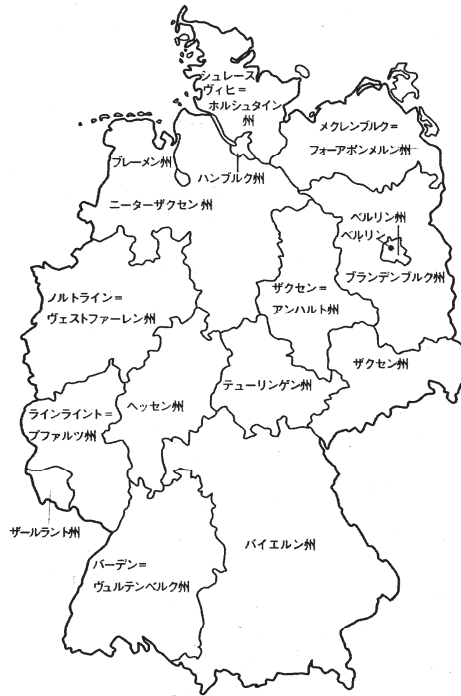 シュレース
ヴィヒ＝
ホルシュタイン
州
メクレンブルク＝
フォーアポンメルン州
ブレーメン州
ハンブルク州
ニーターザクセン 州
ベルリン 州
ベルリン
ブランデンブルク州
ザクセン＝
アンハルト州
ノルトライン＝
ヴェストファーレン州
ザクセン州
テューリンゲン州
ヘッセン 州
ラインライント＝
プファルツ州
ザールラント州
バイエルン州
バーデン＝
ヴュルテンベルク州